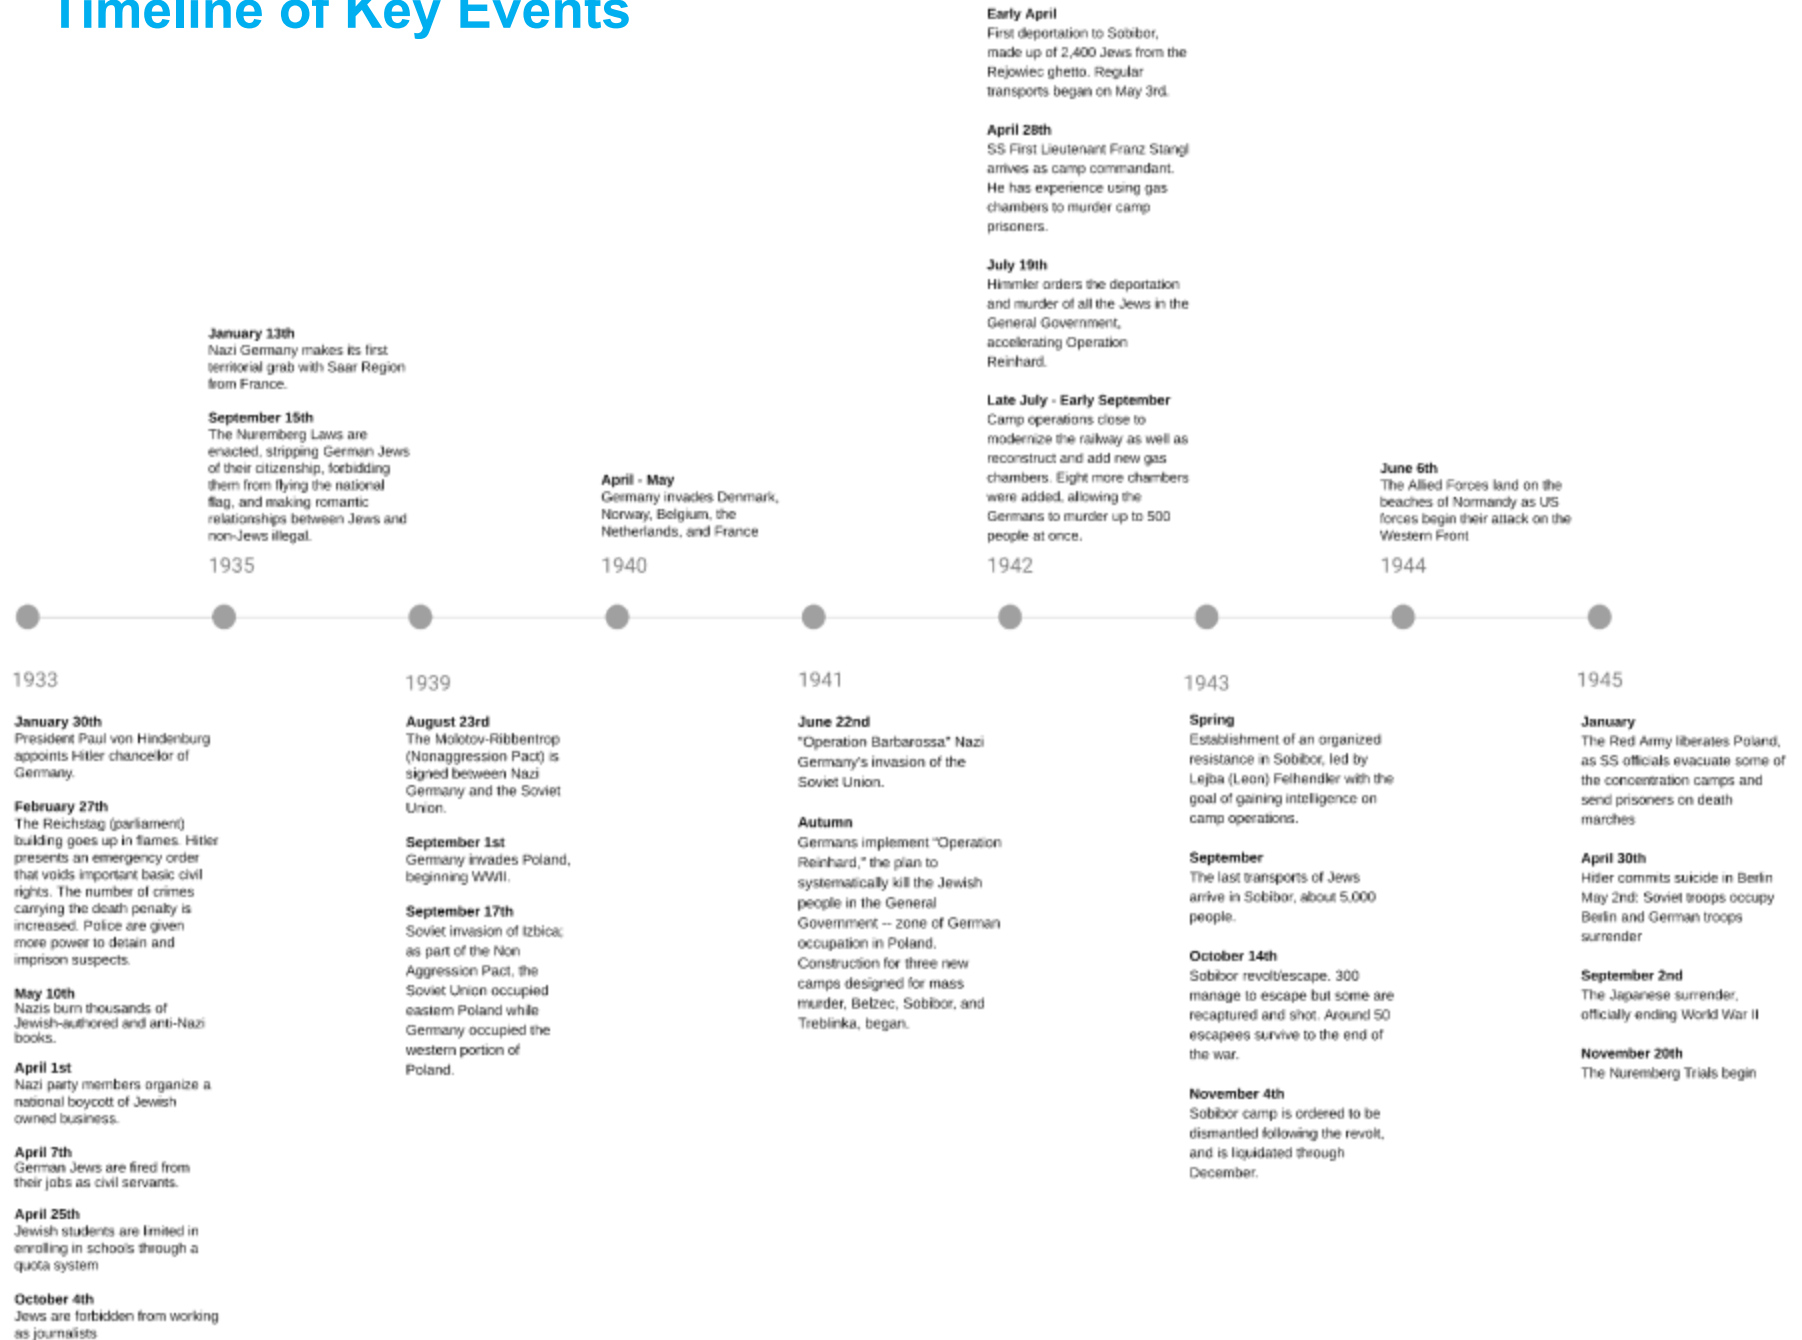 Timeline of Key Events
Early April
First deportation to Sobibor,
made up of 2,400 Jews from the
Rejowiec ghetto. Regular
transports began on May 3rd.
April 28th
SS First Lieutenant Franz Stangl
arrives as camp commandant.
He has experience using gas
chambers to murder camp
prisoners.
July 19th
Himmler orders the deportation
and murder of all the Jews in the
General Government,
accelerating Operation
Reinhard.
Late July - Early September
Camp operations close to
modernize the railway as well as
reconstruct and add new gas
chambers. Eight more chambers
were added, allowing the
Germans to murder up to 500
people at once.
1942
January 13th
Nazi Germany makes its first
territorial grab with Saar Region
from France.
September 15th
The Nuremberg Laws are
enacted, stripping German Jews
of their citizenship, forbidding
them from flying the national
flag, and making romantic
relationships between Jews and
non-Jews illegal.
1935
April - May
Germany invades Denmark,
Norway, Belgium, the
Netherlands, and France
1940
June 6th
The Allied Forces land on the
beaches of Normandy as US
forces begin their attack on the
Western Front
1944
1933
January 30th
President Paul von Hindenburg
appoints Hitler chancellor of
Germany.
February 27th
The Reichstag (parliament)
building goes up in flames. Hitler
presents an emergency order
that voids important basic civil
rights. The number of crimes
carrying the death penalty is
increased. Police are given
more power to detain and
imprison suspects.
May 10th
Nazis burn thousands of
Jewish-authored and anti-Nazi
books.
April 1st
Nazi party members organize a
national boycott of Jewish
owned business.
April 7th
German Jews are fired from
their jobs as civil servants.
April 25th
Jewish students are limited in
enrolling in schools through a
quota system
October 4th
Jews are forbidden from working
as journalists
1939
August 23rd
The Molotov-Ribbentrop
(Nonaggression Pact) is
signed between Nazi
Germany and the Soviet
Union.
September 1st
Germany invades Poland,
beginning WWII.
September 17th
Soviet invasion of Izbica;
as part of the Non
Aggression Pact, the
Soviet Union occupied
eastern Poland while
Germany occupied the
western portion of
Poland.
1941
June 22nd
"Operation Barbarossa" Nazi
Germany's invasion of the
Soviet Union.
Autumn
Germans implement "Operation
Reinhard," the plan to
systematically kill the Jewish
people in the General
Government -- zone of German
occupation in Poland.
Construction for three new
camps designed for mass
murder, Belzec, Sobibor, and
Treblinka, began.
1943
Spring
Establishment of an organized
resistance in Sobibor, led by
Lejba (Leon) Felhendler with the
goal of gaining intelligence on
camp operations.
September
The last transports of Jews
arrive in Sobibor, about 5,000
people.
October 14th
Sobibor revolt/escape. 300
manage to escape but some are
recaptured and shot. Around 50
escapees survive to the end of
the war.
November 4th
Sobibor camp is ordered to be
dismantled following the revolt,
and is liquidated through
December.
1945
January
The Red Army liberates Poland,
as SS officials evacuate some of
the concentration camps and
send prisoners on death
marches
April 30th
Hitler commits suicide in Berlin
May 2nd: Soviet troops occupy
Berlin and German troops
surrender
September 2nd
The Japanese surrender,
officially ending World War II
November 20th
The Nuremberg Trials begin